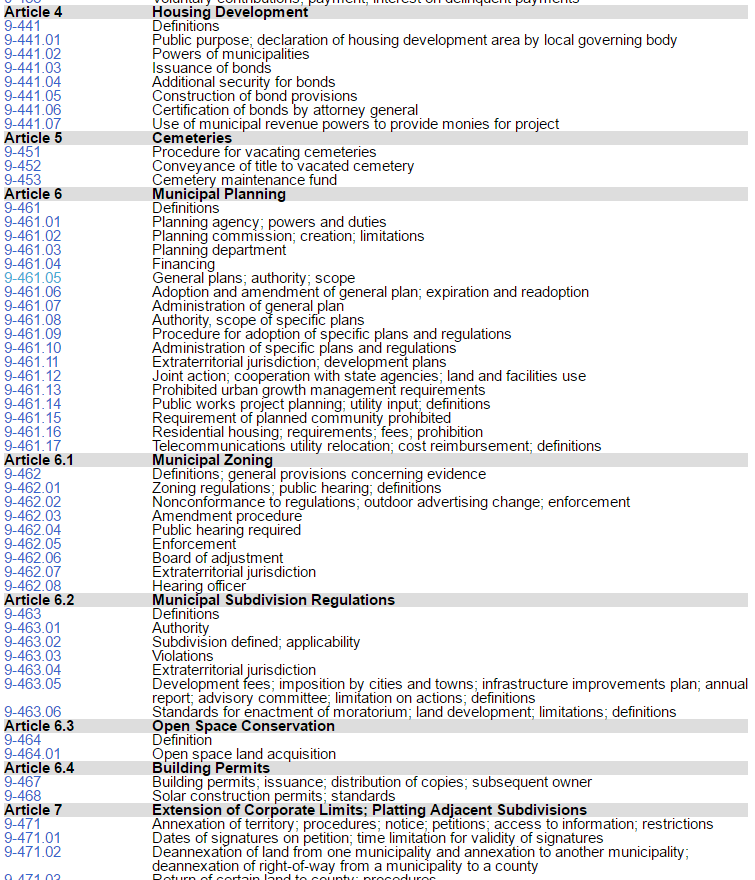 Voluntary contributions; payment; interest on delinquent payments
Article 4 Housing Development
9-441 Definitions
9-441.01 Public purpose; declaration of housing development area by local governing body
9-441.02 Powers of municipalities
9-441.03 Issuance of bonds
9-441.04 Additional security for bonds
9-441.05 Construction of bond provisions
9-441.06 Certification of bonds by attorney general
9-441.07 Use of municipal revenue powers to provide monies for project
Article 5 Cemeteries
9-451 Procedure for vacating cemeteries
9-452 Conveyance of title to vacated cemetery
9-453 Cemetery maintenance fund
Article 6 Municipal Planning
9-461 Definitions
9-461.01 Planning agency; powers and duties
9-461.02 Planning commission; creation; limitations
9-461.03 Planning department
9-461.04 Financing
9-461.05 General plans; authority; scope
9-461.06 Adoption and amendment of general plan; expiration and readoption
9-461.07 Administration of general plan
9-461.08 Authority, scope of specific plans
9-461.09 Procedure for adoption of specific plans and regulations
9-461.10 Administration of specific plans and regulations
9-461.11 Extraterritorial jurisdiction; development plans
9-461.12 Joint action; cooperation with state agencies; land and facilities use
9-461.13 Prohibited urban growth management requirements
9-461.14 Public works project planning; utility input; definitions
9-461.15 Requirement of planned community prohibited
9-461.16 Residential housing; requirements; fees; prohibition
9-461.17 Telecommunications utility relocation; cost reimbursement; definitions
Article 6.1 Municipal Zoning
9-462 Definitions; general provisions concerning evidence
9-462.01 Zoning regulations; public hearing; definitions
9-462.02 Nonconformance to regulations; outdoor advertising change; enforcement
9-462.03 Amendment procedure
9-462.04 Public hearing required
9-462.05 Enforcement
9-462.06 Board of adjustment
9-462.07 Extraterritorial jurisdiction
9-462.08 Hearing officer
Article 6.2 Municipal Subdivision Regulations
9-463 Definitions
9-463.01 Authority
9-463.02 Subdivision defined; applicability
9-463.03 Violations
9-463.04 Extraterritorial jurisdiction
9-463.05 Development fees; imposition by cities and towns; infrastructure improvements plan; annual
report; advisory committee; limitation on actions; definitions
9-463.06 Standards for enactment of moratorium; land development; limitations; definitions
Article 6.3 Open Space Conservation
9-464 Definition
9-464.01 Open space land acquisition
Article 6.4 Building Permits
9-467 Building permits; issuance; distribution of copies; subsequent owner
9-468 Solar construction permits; standards
Article 7 Extension of Corporate Limits; Platting Adjacent Subdivisions
9-471 Annexation of territory; procedures; notice; petitions; access to information; restrictions
9-471.01 Dates of signatures on petition; time limitation for validity of signatures
9-471.02 Deannexation of land from one municipality and annexation to another municipality;
deannexation of right-of-way from a municipality to a county
9-471.03 Return of certain land to county; procedures